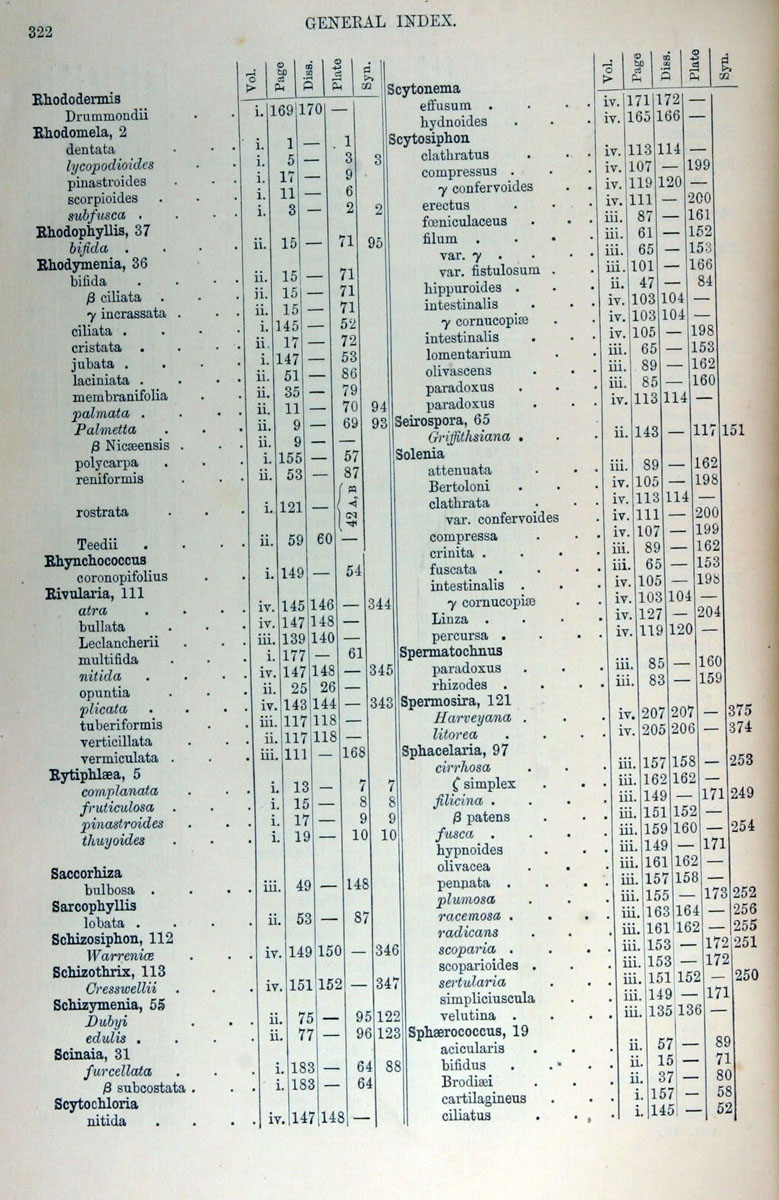 322
GENERAL INDEX.
Vol. Page Diss. Plate Syn.
Rhododermis
Drummondii . . . i. 169 170 —
Rhodomela, 2
dentata . . . i. 1 — 1
lycopodioides . . i. 5 — 3 3
pinastroides . . i. 17 — 9
scorpioides . . i. 11 — 6
subfusca . . . i. 3 — 2 2
Rhodophyllis, 37
bifida . . . . ii. 15 — 71 95
Rhodymenia, 36
bifida . . . ii. 15 — 71
β ciliata . . . ii. 15 — 71
γ incrassata . . . ii. 15 — 71
ciliata . . . . i. 145 — 52
cristata . . . ii. 17 — 72
jubata . . . . i. 147 — 53
laciniata . . . ii. 51 — 86
membranifolia . . ii. 35 — 79
palmata . . . ii. 11 — 70 94
Palmetta . . . ii. 9 — 69 93
β Nicæensis . . . ii. 9 — —
polycarpa . . . i. 155 — 57
reniformis . . . ii. 53 — 87
rostrata . . . i. 121 — 42 A, B
Teedii . . . ii. 59 60 —
Rhynchococcus
coronopifolius . . i. 149 — 54
Rivularia, 111
atra . . . iv. 145 146 — 344
bullata . . . iv. 147 148 —
Leclancherii . . iii. 139 140 —
multifida . . . i. 177 — 61
nitida . . . iv. 147 148 — 345
opuntia . . . ii. 25 26 —
plicata . . . iv. 143 144 — 343
tuberiformis . . iii. 117 118 —
verticillata . . ii. 117 118 —
vermiculata . . . iii. 111 — 168
Rytiphlæa, 5
complanata . . i. 13 — 7 7
fruticulosa . . . i. 15 — 8 8
pinastroides . . i. 17 — 9 9
thuyoides . . . i. 19 — 10 10
Saccorhiza
bulbosa . . . . iii. 49 — 148
Sarcophyllis
lobata . . . . ii. 53 — 87
Schizosiphon, 112
Warreniæ . . . iv. 149 150 — 346
Schizothrix, 113
Cresswellii . . . iv. 151 152 — 347
Schizymenia, 55
Dubyi . . . ii. 75 — 95 122
edulis . . . . ii. 77 — 96 123
Scinaia, 31
furcellata . . . i. 183 — 64 88
β subcostata . . . i. 183 — 64
Scytochloria
nitida . . . . iv. 147 148 —
Vol. Page Diss. Plate Syn.
Scytonema
effusum . . . iv. 171 172 —
hydnoides . . . iv. 165 166 —
Scytosiphon
clathratus . . . iv. 113 114 —
compressus . . . iv. 107 — 199
γ confervoides . . iv. 119 120 —
erectus . . . iv. 111 — 200
fœniculaceus . . iii. 87 — 161
filum . . . . iii. 61 — 152
var. γ . . . iii. 65 — 153
var. fistulosum . . iii. 101 — 166
hippuroides . . . ii. 47 — 84
intestinalis . . iv. 103 104 —
γ cornucopiæ . . iv. 103 104 —
intestinalis . . iv. 105 — 198
lomentarium . . iii. 65 — 153
olivascens . . iii. 89 — 162
paradoxus . . . iii. 85 — 160
paradoxus . . . iv. 113 114 —
Seirospora, 65
Griffithsiana . . . ii. 143 — 117 151
Solenia
attenuata . . . iii. 89 — 162
Bertoloni . . . iv. 105 — 198
clathrata . . . iv. 113 114 —
var. confervoides . iv. 111 — 200
compressa . . . iv. 107 — 199
crinita . . . . iii. 89 — 162
fuscata . . . iii. 65 — 153
intestinalis . . . iv. 105 — 198
γ cornucopiæ . . iv. 103 104 —
Linza . . . . iv. 127 — 204
percursa . . . iv. 119 120 —
Spermatochnus
paradoxus . . . iii. 85 — 160
rhizodes . . . iii. 83 — 159
Spermosira, 121
Harveyana . . . iv. 207 207 — 375
litorea . . . . iv. 205 206 — 374
Sphacelaria, 97
cirrhosa . . . iii. 157 158 — 253
ζ simplex . . . iii. 162 162 —
filicina . . . . iii. 149 — 171 249
β patens . . . iii. 151 152 —
fusca . . . . iii. 159 160 — 254
hypnoides . . . iii. 149 — 171
olivacea . . . iii. 161 162 —
pennata . . . iii. 157 158 —
plumosa . . . iii. 155 — 173 252
racemosa . . . iii. 163 164 — 256
radicans . . . iii. 161 162 — 255
scoparia . . . iii. 153 — 172 251
scoparioides . . iii. 153 — 172
sertularia . . . iii. 151 152 — 250
simpliciuscula . . iii. 149 — 171
velutina . . . iii. 135 136 —
Sphærococcus, 19
acicularis . . . ii. 57 — 89
bifidus . . . ii. 15 — 71
Brodiæi . . . ii. 37 — 80
cartilagineus . . i. 157 — 58
ciliatus . . . i. 145 — 52